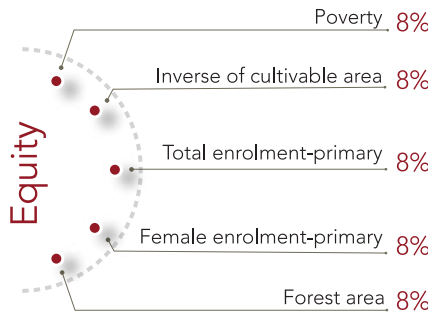 Equity
Poverty 8%
Inverse of cultivable area 8%
Total enrolment-primary 8%
Female enrolment-primary 8%
Forest area 8%